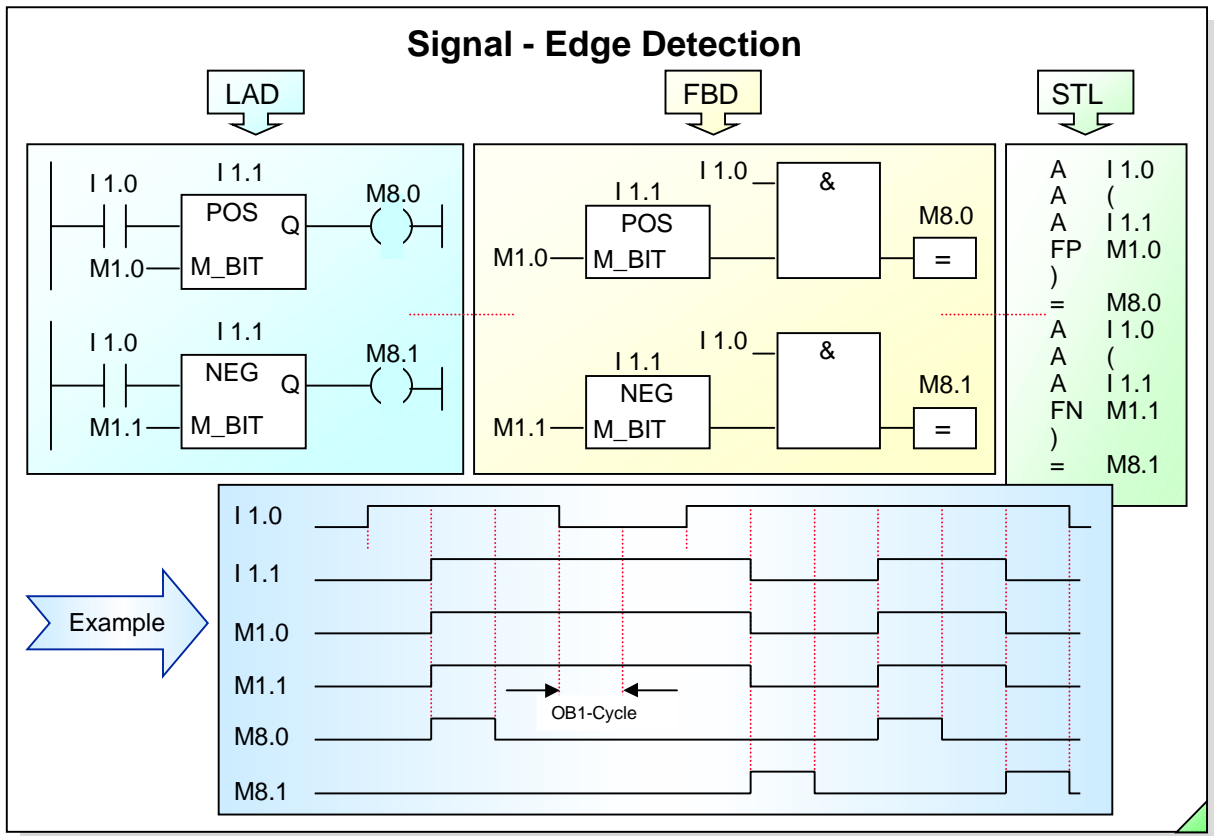 Signal - Edge Detection
LAD
FBD
STL
I 1.0
I 1.1
POS
Q
M8.0
M1.0
M_BIT
I 1.0
I 1.1
NEG
Q
M8.1
M1.1
M_BIT
I 1.0
&
I 1.1
POS
M8.0
M1.0
M_BIT
=
I 1.0
&
I 1.1
NEG
M8.1
M1.1
M_BIT
=
A I 1.0
A (
A I 1.1
FP M1.0
)
= M8.0
A I 1.0
A (
A I 1.1
FN M1.1
)
= M8.1
Example
I 1.0
I 1.1
M1.0
M1.1
OB1-Cycle
M8.0
M8.1